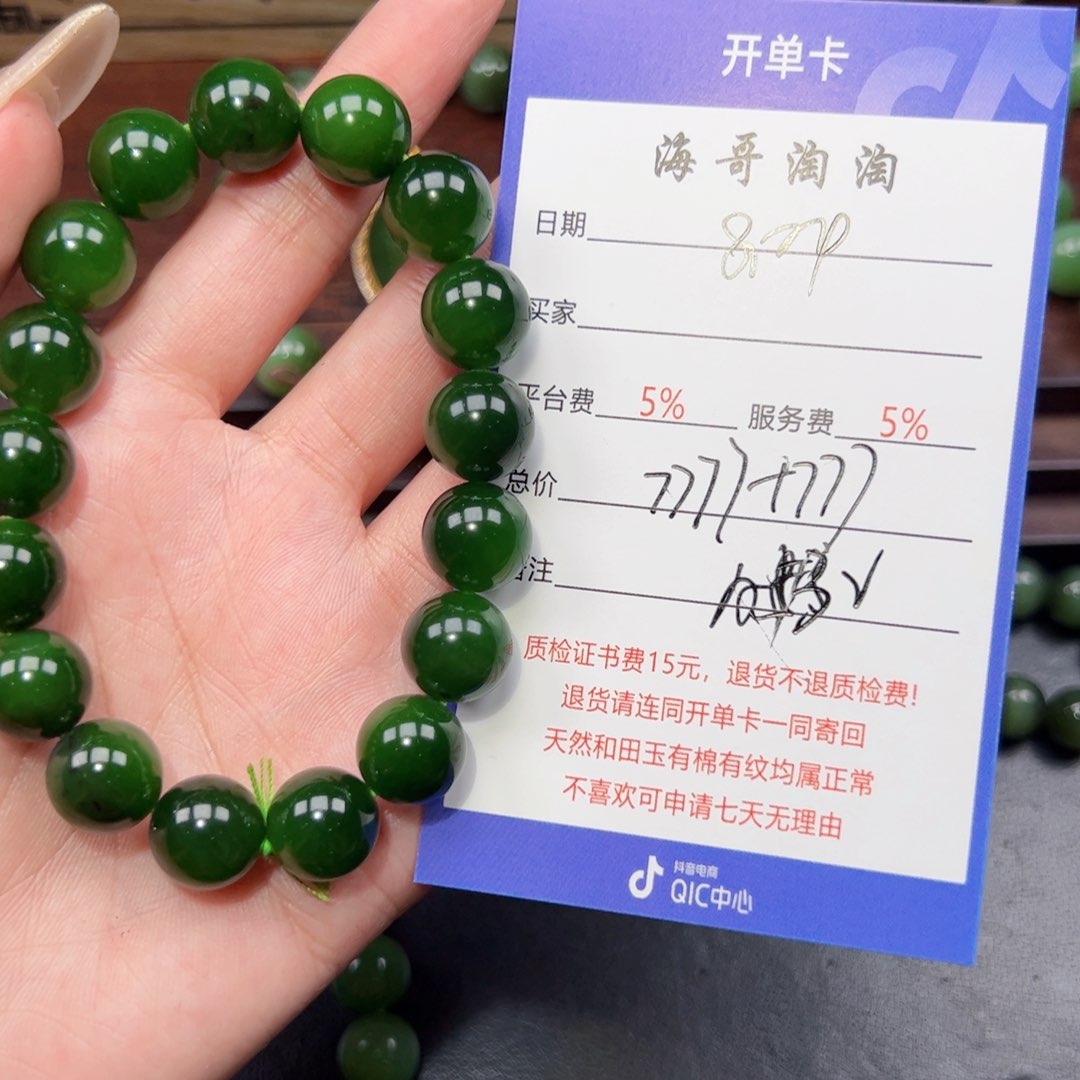 开单卡
海哥淘淘
日期
买家
平台费 5% 服务费 5%
总价 7777+777
备注
质检证书费15元，退货不退质检费!
退货请连同开单卡一同寄回
天然和田玉有棉有纹均属正常
不喜欢可申请七天无理由
抖音电商
QIC中心